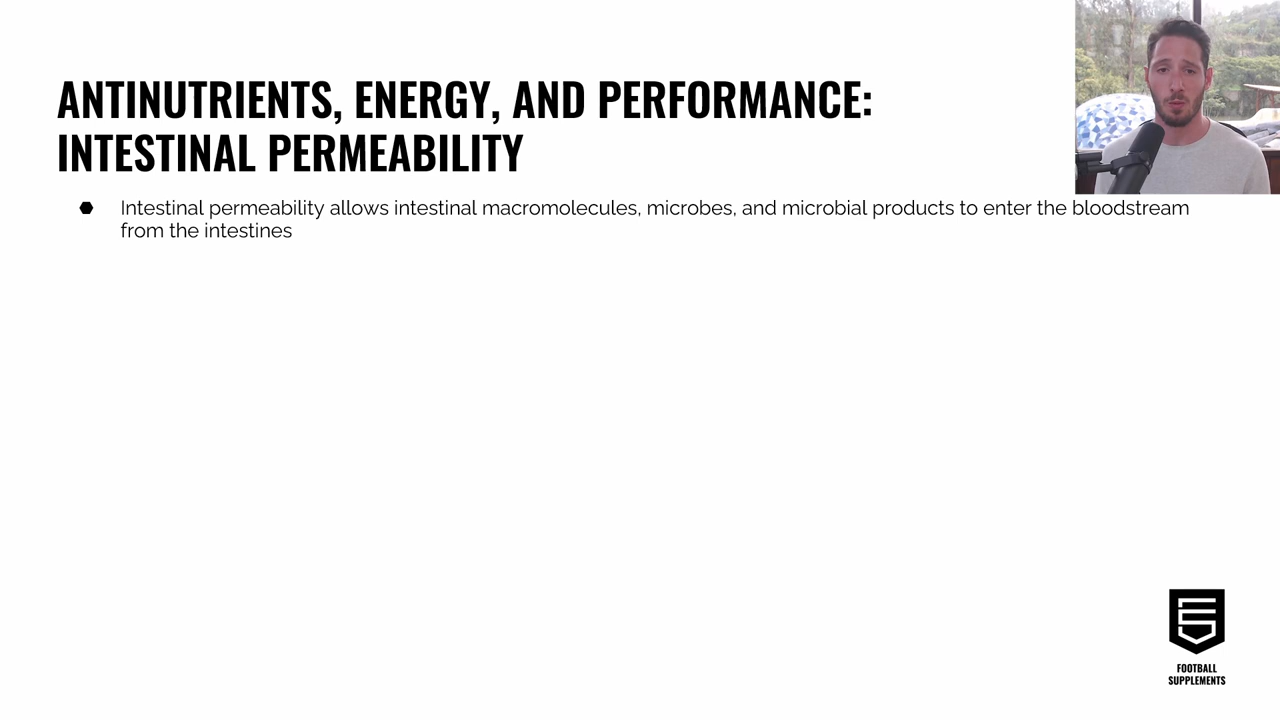 ANTINUTRIENTS, ENERGY, AND PERFORMANCE:
INTESTINAL PERMEABILITY
Intestinal permeability allows intestinal macromolecules, microbes, and microbial products to enter the bloodstream
from the intestines
FOOTBALL
SUPPLEMENTS